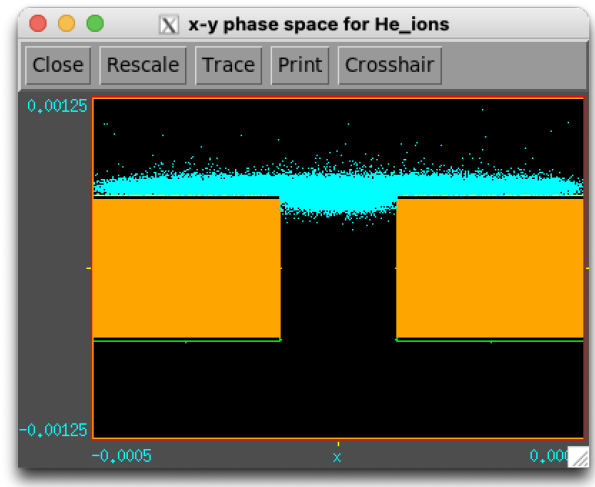 x-y phase space for He_ions
Close Rescale Trace Print Crosshair
0.00125
-0.00125
-0.0005 x